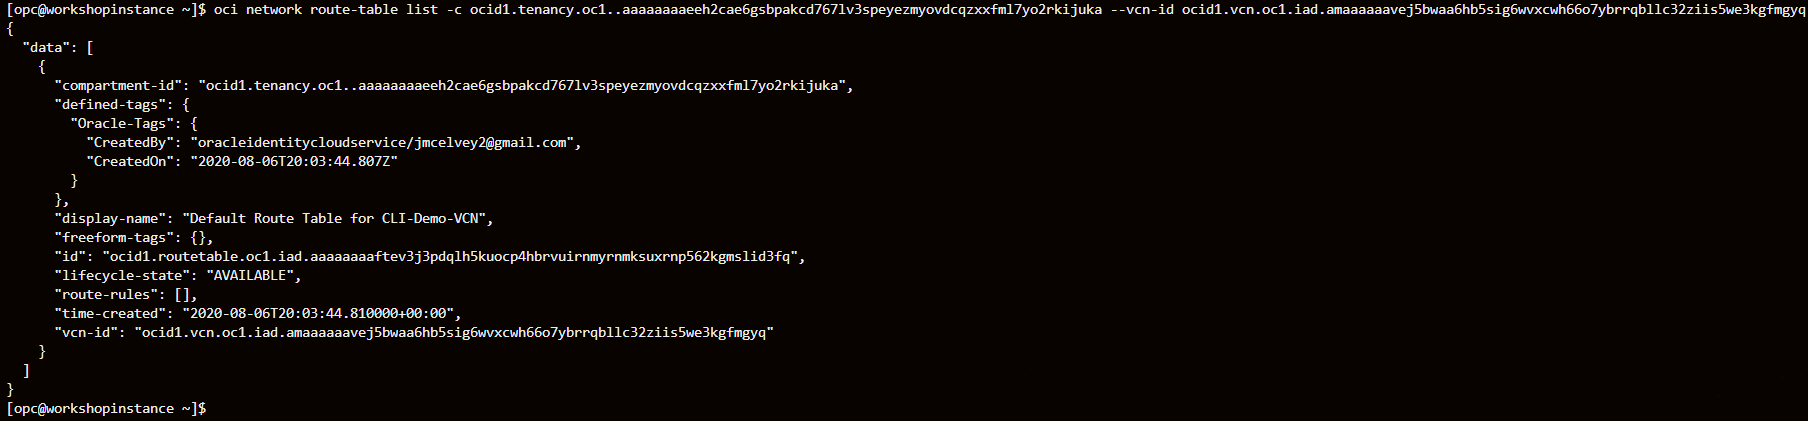 [opc@workshopinstance ~]$ oci network route-table list -c ocid1.tenancy.oc1..aaaaaaaaeeh2cae6gsbpakcd767lv3speyezmyovdcqzxxfml7yo2rkijuka --vcn-id ocid1.vcn.oc1.iad.amaaaaaavej5bwaa6hb5sig6wvxcwh66o7ybrrqbllc32ziis5we3kgfmgyq
{
  "data": [
    {
      "compartment-id": "ocid1.tenancy.oc1..aaaaaaaaeeh2cae6gsbpakcd767lv3speyezmyovdcqzxxfml7yo2rkijuka",
      "defined-tags": {
        "Oracle-Tags": {
          "CreatedBy": "oracleidentitycloudservice/jmcelvey2@gmail.com",
          "CreatedOn": "2020-08-06T20:03:44.807Z"
        }
      },
      "display-name": "Default Route Table for CLI-Demo-VCN",
      "freeform-tags": {},
      "id": "ocid1.routetable.oc1.iad.aaaaaaaaftev3j3pdqlh5kuocp4hbrvuirnmyrnmksuxrnp562kgmslid3fq",
      "lifecycle-state": "AVAILABLE",
      "route-rules": [],
      "time-created": "2020-08-06T20:03:44.810000+00:00",
      "vcn-id": "ocid1.vcn.oc1.iad.amaaaaaavej5bwaa6hb5sig6wvxcwh66o7ybrrqbllc32ziis5we3kgfmgyq"
    }
  ]
}
[opc@workshopinstance ~]$